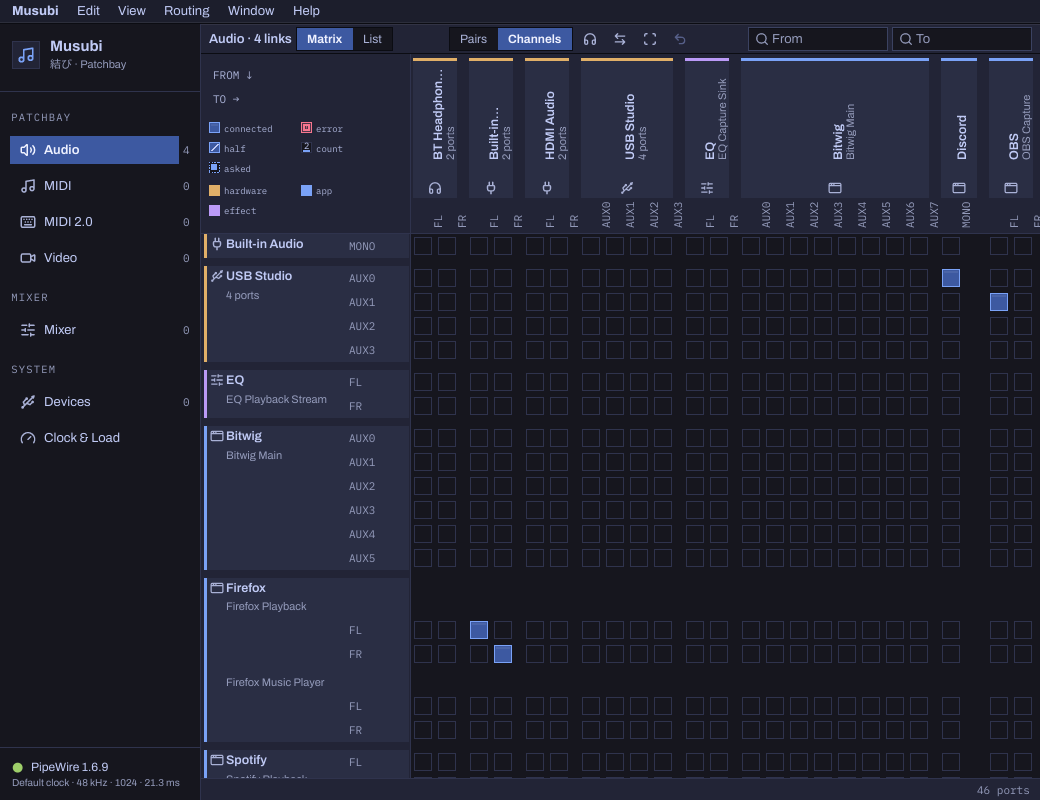 Musubi Edit View Routing Window Help
Musubi
結び · Patchbay
PATCHBAY
Audio 4
MIDI 0
MIDI 2.0 0
Video 0
MIXER
Mixer 0
SYSTEM
Devices 0
Clock & Load
PipeWire 1.6.9
Default clock · 48 kHz · 1024 · 21.3 ms
Audio · 4 links Matrix List Pairs Channels From To
FROM ↓
TO →
connected error
half 2 count
asked
hardware app
effect
BT Headphon…
2 ports
Built-in…
2 ports
HDMI Audio
2 ports
USB Studio
4 ports
EQ
EQ Capture Sink
Bitwig
Bitwig Main
Discord
OBS
OBS Capture
FL FR FL FR FL FR AUX0 AUX1 AUX2 AUX3 FL FR AUX0 AUX1 AUX2 AUX3 AUX4 AUX5 AUX6 AUX7 MONO FL FR
Built-in Audio MONO
USB Studio AUX0
4 ports AUX1
AUX2
AUX3
EQ FL
EQ Playback Stream FR
Bitwig AUX0
Bitwig Main AUX1
AUX2
AUX3
AUX4
AUX5
Firefox
Firefox Playback
FL
FR
Firefox Music Player
FL
FR
Spotify FL
Spotify Playback
46 ports